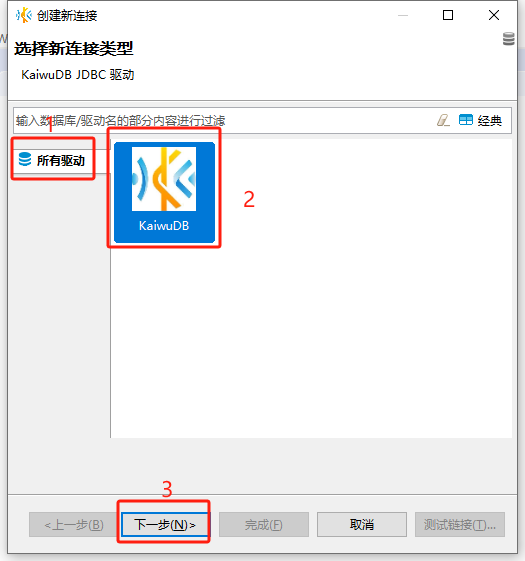 创建新连接
选择新连接类型
KaiwuDB JDBC 驱动
输入数据库/驱动名的部分内容进行过滤
经典
1
所有驱动
KaiwuDB
2
3
<上一步(B)
下一步(N)>
完成(F)
取消
测试链接(T)...